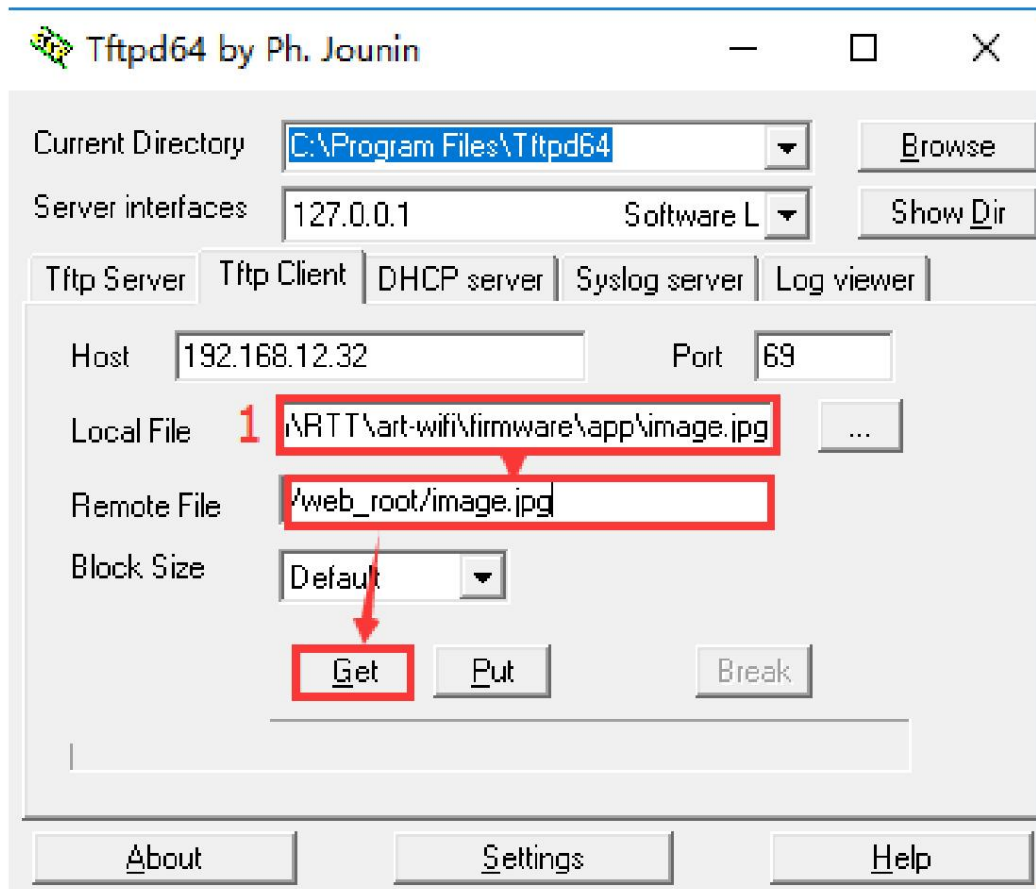 Tftpd64 by Ph. Jounin
Current Directory C:\Program Files\Tftpd64 Browse
Server interfaces 127.0.0.1 Software L Show Dir
Tftp Server Tftp Client DHCP server Syslog server Log viewer
Host 192.168.12.32 Port 69
Local File 1 \RTT\art-wifi\firmware\app\image.jpg ...
Remote File /web_root/image.jpg
Block Size Default
Get Put Break
About Settings Help